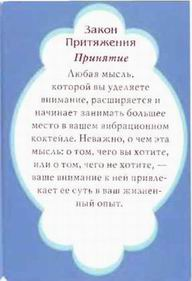 Закон
Притяжения
Принятие
Любая мысль,
которой вы уделяете
внимание, расширяется и
начинает занимать большее
место в вашем вибрационном
коктейле. Неважно, о чем эта
мысль: о том, чего вы хотите,
или о том, чего не хотите, —
ваше внимание к ней привле-
кает ее суть в ваш жизнен-
ный опыт.